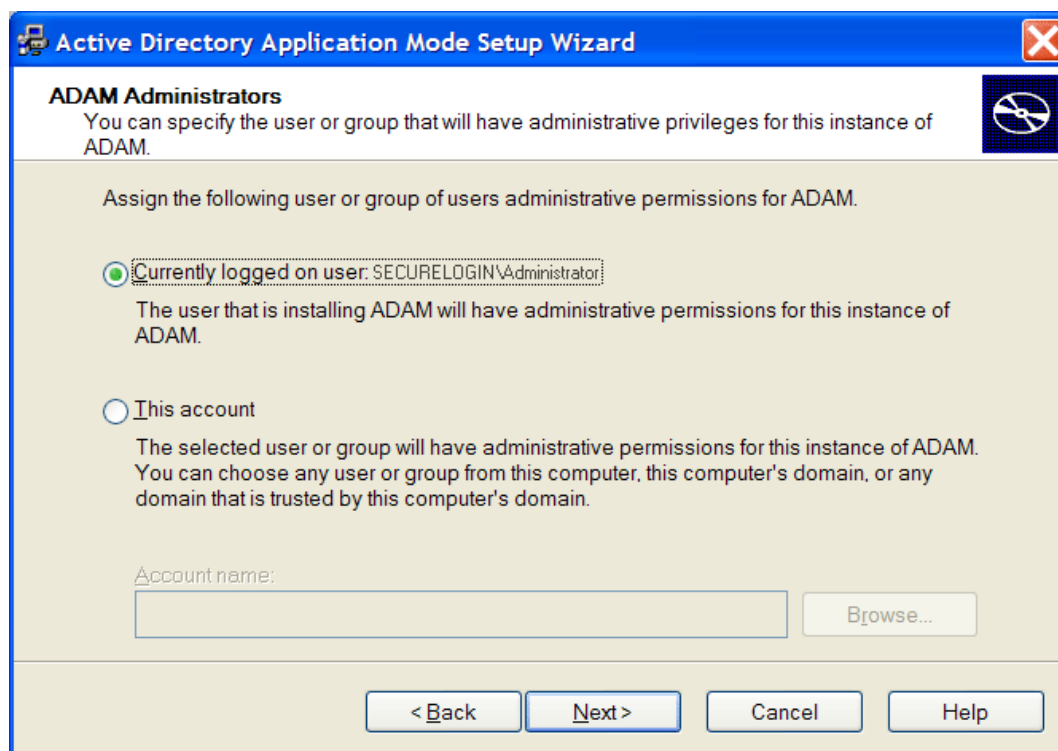 Active Directory Application Mode Setup Wizard
ADAM Administrators
You can specify the user or group that will have administrative privileges for this instance of
ADAM.
Assign the following user or group of users administrative permissions for ADAM.
Currently logged on user: SECURELOGIN\Administrator
The user that is installing ADAM will have administrative permissions for this instance of
ADAM.
This account
The selected user or group will have administrative permissions for this instance of ADAM.
You can choose any user or group from this computer, this computer's domain, or any
domain that is trusted by this computer's domain.
Account name:
Browse...
< Back Next > Cancel Help